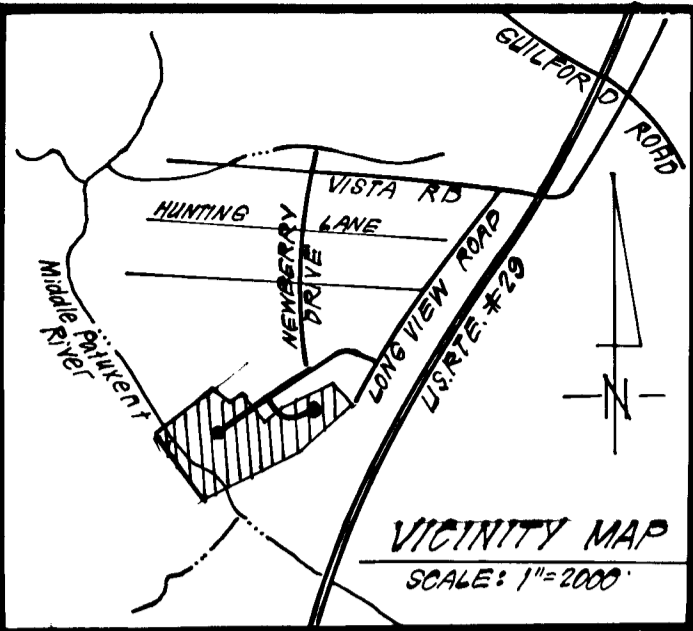 GUILFORD ROAD
VISTA RD
HUNTING LANE
NEWBERRY
DRIVE
LONG VIEW ROAD
U.S. RTE. #29
Middle Patuxent
River
N
VICINITY MAP
SCALE: 1"=2000'